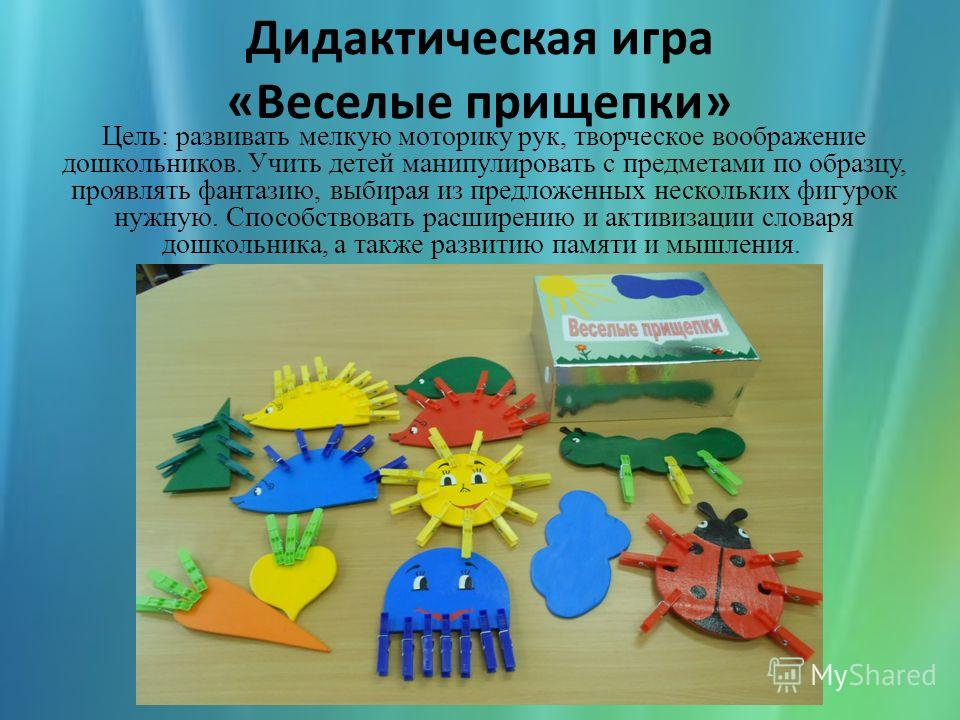 Дидактическая игра
«Веселые прищепки»
Цель: развивать мелкую моторику рук, творческое воображение
дошкольников. Учить детей манипулировать с предметами по образцу,
проявлять фантазию, выбирая из предложенных нескольких фигурок
нужную. Способствовать расширению и активизации словаря
дошкольника, а также развитию памяти и мышления.
Веселые прищепки
MyShared